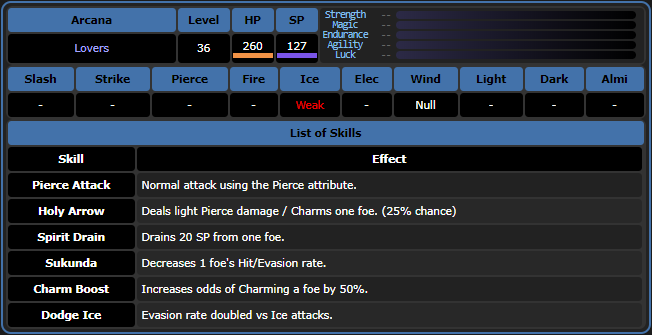 Arcana Level HP SP
Lovers 36 260 127
Strength --
Magic --
Endurance --
Agility --
Luck --
Slash Strike Pierce Fire Ice Elec Wind Light Dark Almi
- - - - Weak - Null - - -
List of Skills
Skill Effect
Pierce Attack Normal attack using the Pierce attribute.
Holy Arrow Deals light Pierce damage / Charms one foe. (25% chance)
Spirit Drain Drains 20 SP from one foe.
Sukunda Decreases 1 foe's Hit/Evasion rate.
Charm Boost Increases odds of Charming a foe by 50%.
Dodge Ice Evasion rate doubled vs Ice attacks.